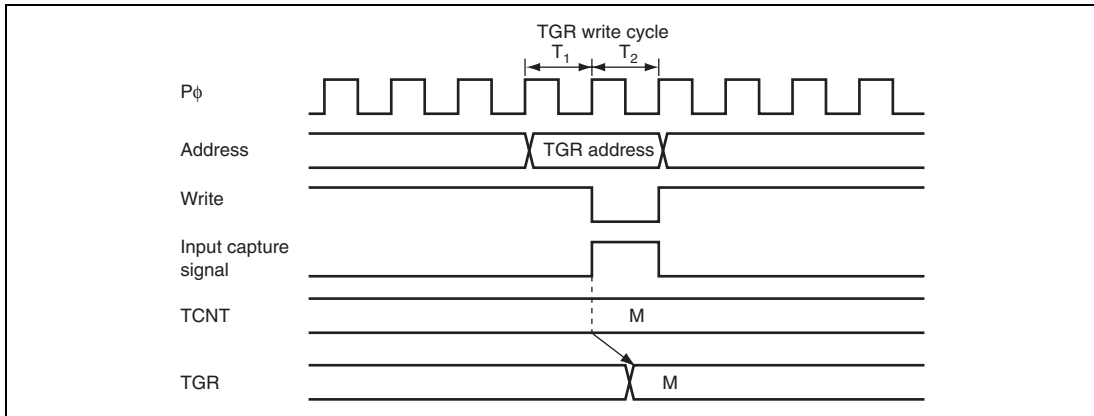 TGR write cycle
T1 T2
Pϕ
Address TGR address
Write
Input capture
signal
TCNT M
TGR M